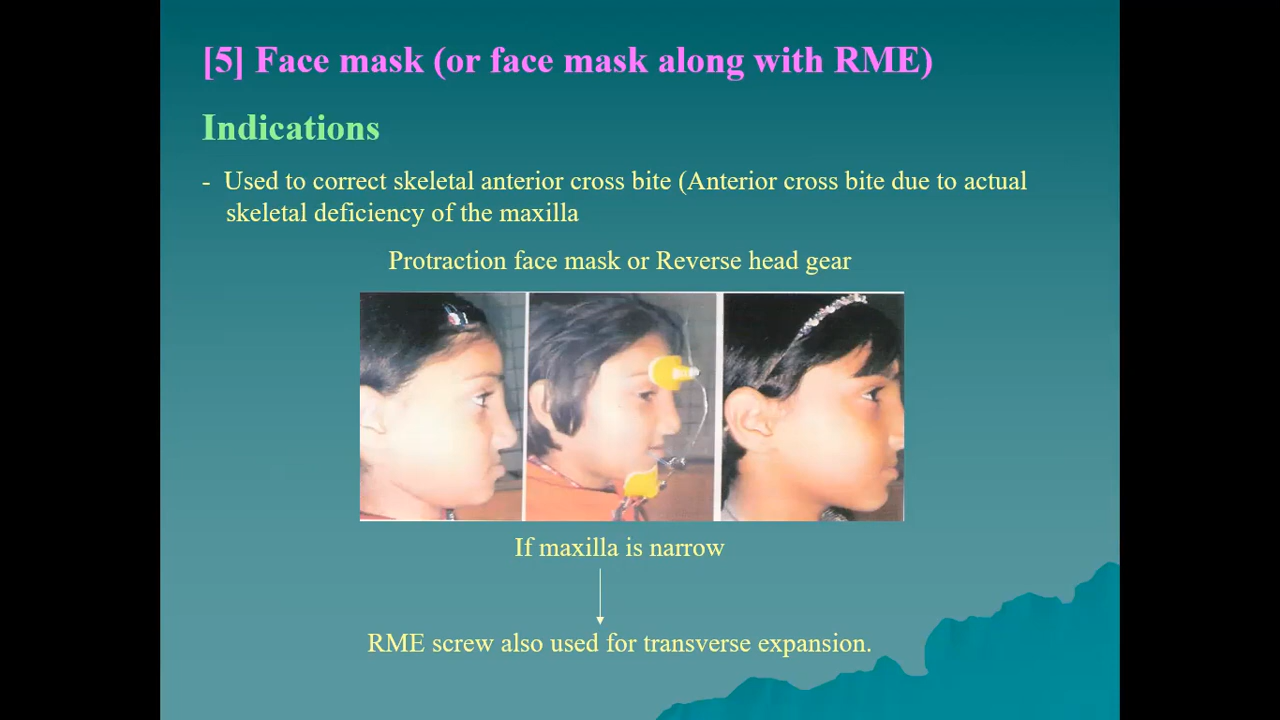 [5] Face mask (or face mask along with RME)
Indications
- Used to correct skeletal anterior cross bite (Anterior cross bite due to actual
skeletal deficiency of the maxilla
Protraction face mask or Reverse head gear
If maxilla is narrow
RME screw also used for transverse expansion.